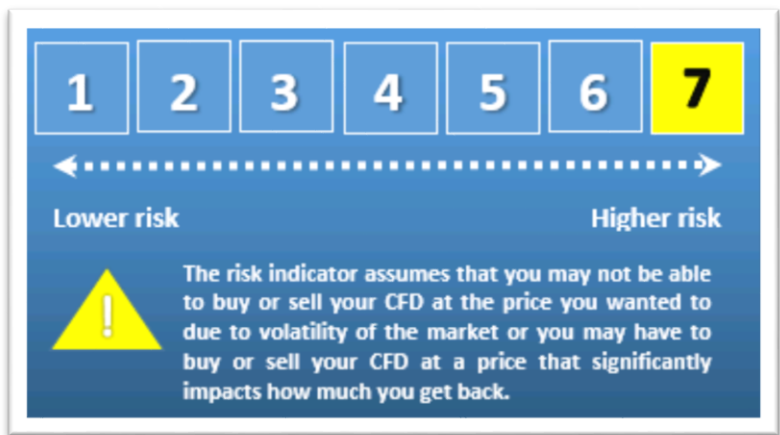 1 2 3 4 5 6 7
Lower risk Higher risk
!
The risk indicator assumes that you may not be able
to buy or sell your CFD at the price you wanted to
due to volatility of the market or you may have to
buy or sell your CFD at a price that significantly
impacts how much you get back.